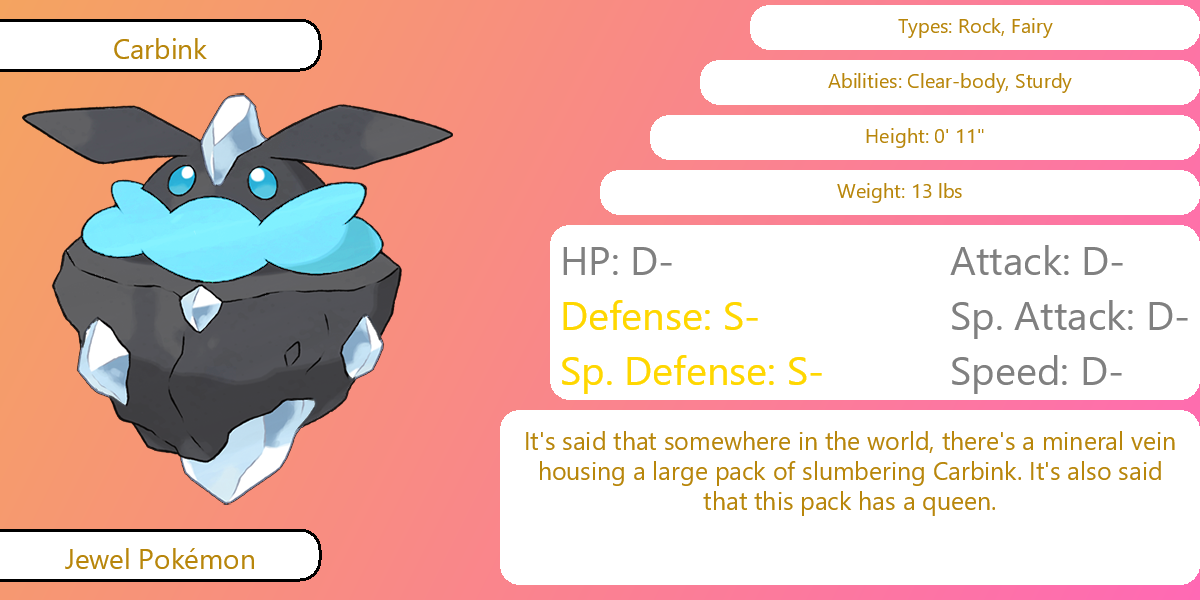 Carbink
Types: Rock, Fairy
Abilities: Clear-body, Sturdy
Height: 0' 11"
Weight: 13 lbs
HP: D-
Attack: D-
Defense: S-
Sp. Attack: D-
Sp. Defense: S-
Speed: D-
It's said that somewhere in the world, there's a mineral vein
housing a large pack of slumbering Carbink. It's also said
that this pack has a queen.
Jewel Pokémon